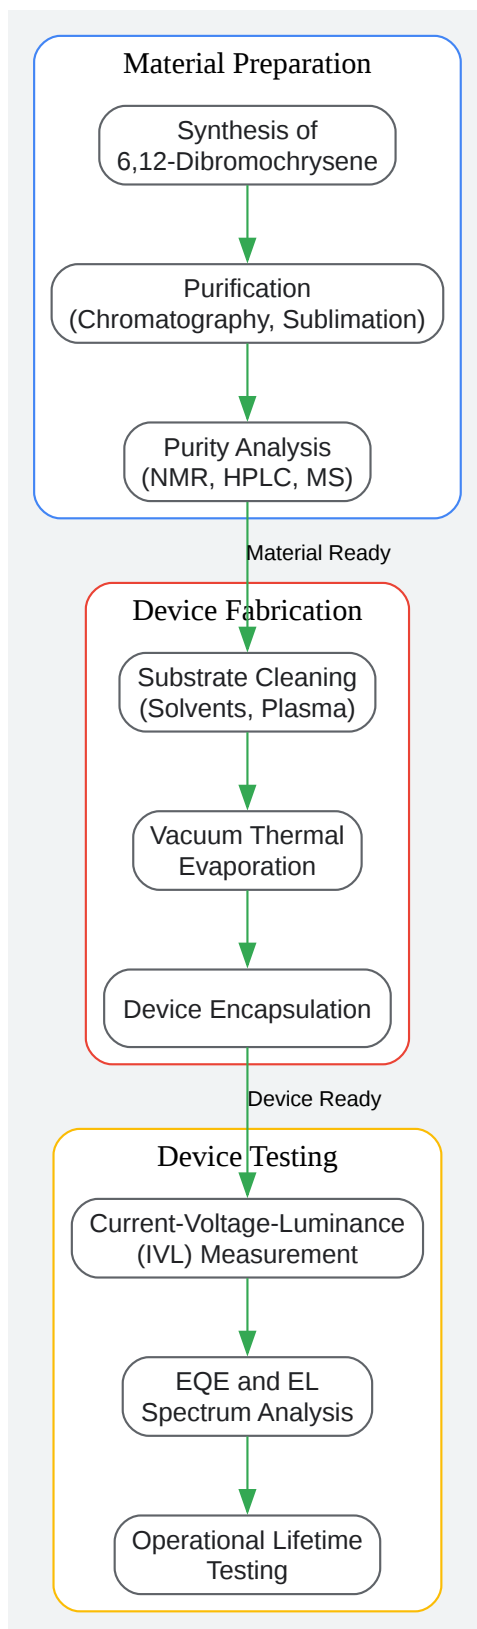 Material Preparation
Synthesis of
6,12-Dibromochrysene
Purification
(Chromatography, Sublimation)
Purity Analysis
(NMR, HPLC, MS)
Material Ready
Device Fabrication
Substrate Cleaning
(Solvents, Plasma)
Vacuum Thermal
Evaporation
Device Encapsulation
Device Ready
Device Testing
Current-Voltage-Luminance
(IVL) Measurement
EQE and EL
Spectrum Analysis
Operational Lifetime
Testing